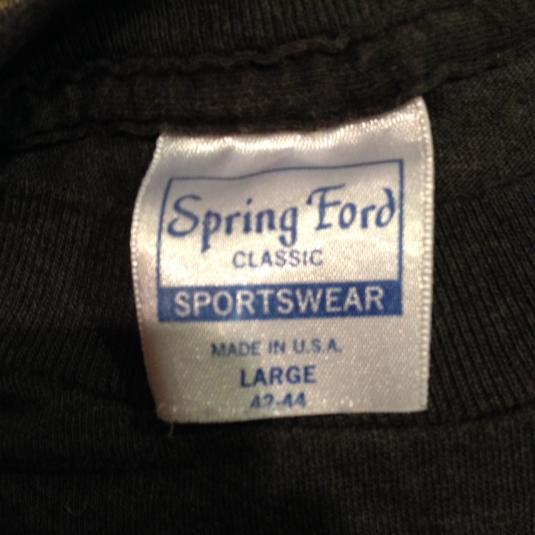 Spring Ford
CLASSIC
SPORTSWEAR
MADE IN U.S.A.
LARGE
42-44